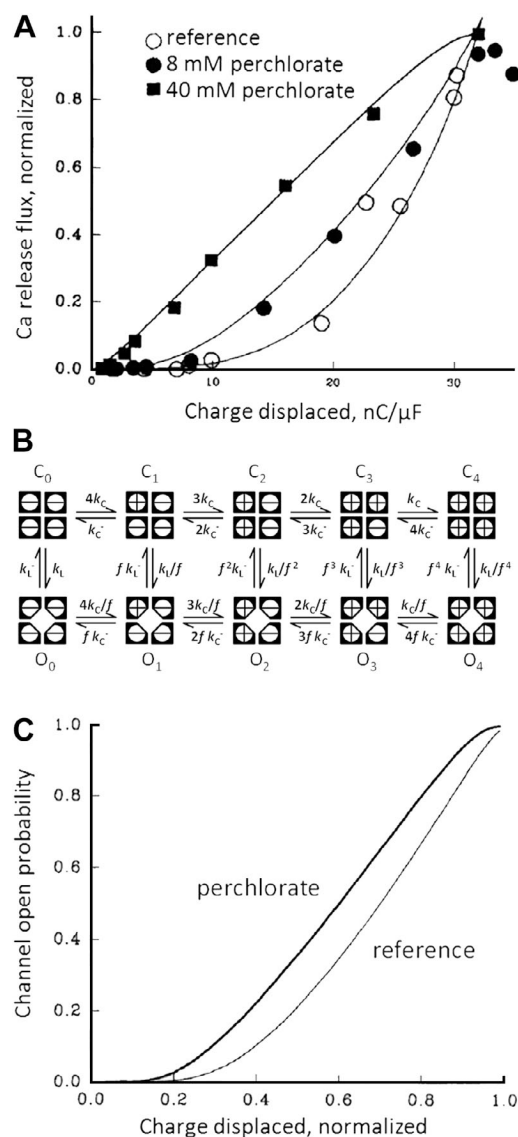 A
reference
8 mM perchlorate
40 mM perchlorate
Ca release flux, normalized
1.0
0.8
0.6
0.4
0.2
0.0
0 10 20 30
Charge displaced, nC/µF
B
C0 C1 C2 C3 C4
4kC 3kC 2kC kC
kC- 2kC- 3kC- 4kC-
kL- kL f kL- kL/f f²kL- kL/f² f³ kL- kL/f³ f⁴ kL- kL/f⁴
4kC/f 3kC/f 2kC/f kC/f
f kC- 2f kC- 3f kC- 4f kC-
O0 O1 O2 O3 O4
C
Channel open probability
1.0
0.8
0.6
0.4
0.2
0.0
perchlorate
reference
0.0 0.2 0.4 0.6 0.8 1.0
Charge displaced, normalized